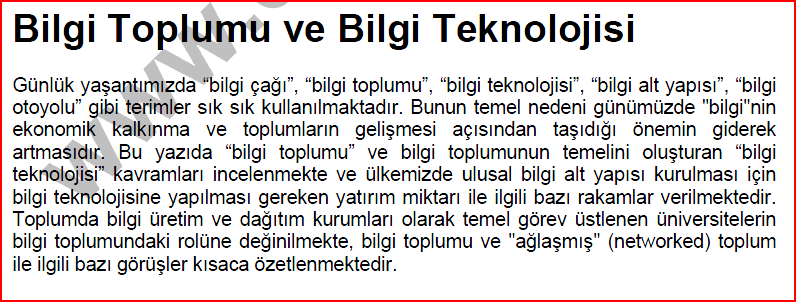 Bilgi Toplumu ve Bilgi Teknolojisi
Günlük yaşantımızda “bilgi çağı”, “bilgi toplumu”, “bilgi teknolojisi”, “bilgi alt yapısı”, “bilgi
otoyolu” gibi terimler sık sık kullanılmaktadır. Bunun temel nedeni günümüzde "bilgi"nin
ekonomik kalkınma ve toplumların gelişmesi açısından taşıdığı önemin giderek
artmasıdır. Bu yazıda “bilgi toplumu” ve bilgi toplumunun temelini oluşturan “bilgi
teknolojisi” kavramları incelenmekte ve ülkemizde ulusal bilgi alt yapısı kurulması için
bilgi teknolojisine yapılması gereken yatırım miktarı ile ilgili bazı rakamlar verilmektedir.
Toplumda bilgi üretim ve dağıtım kurumları olarak temel görev üstlenen üniversitelerin
bilgi toplumundaki rolüne değinilmekte, bilgi toplumu ve "ağlaşmış" (networked) toplum
ile ilgili bazı görüşler kısaca özetlenmektedir.
www.